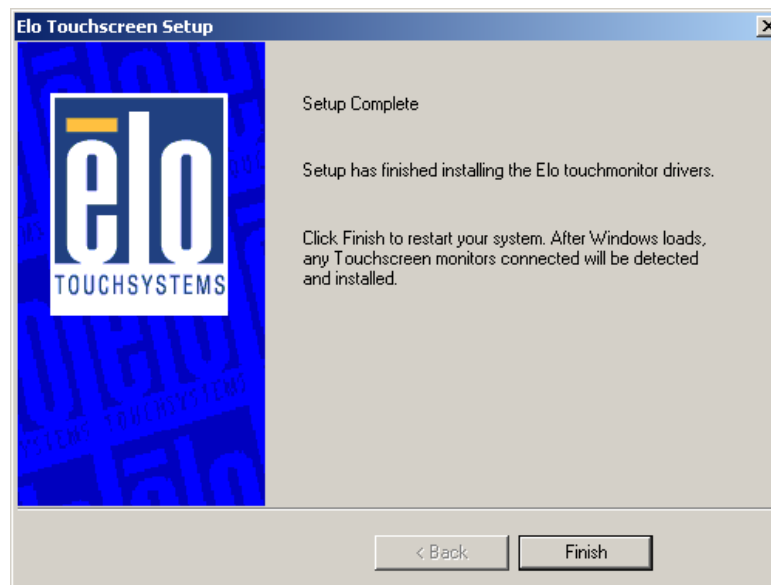 Elo Touchscreen Setup
ēlo
TOUCHSYSTEMS
Setup Complete
Setup has finished installing the Elo touchmonitor drivers.
Click Finish to restart your system. After Windows loads,
any Touchscreen monitors connected will be detected
and installed.
< Back
Finish